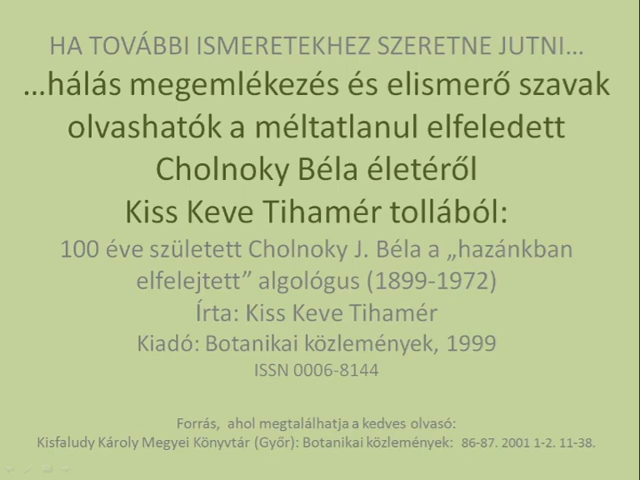 HA TOVÁBBI ISMERETEKHEZ SZERETNE JUTNI…
…hálás megemlékezés és elismerő szavak
olvashatók a méltatlanul elfeledett
Cholnoky Béla életéről
Kiss Keve Tihamér tollából:
100 éve született Cholnoky J. Béla a „hazánkban
elfelejtett” algológus (1899-1972)
Írta: Kiss Keve Tihamér
Kiadó: Botanikai közlemények, 1999
ISSN 0006-8144
Forrás, ahol megtalálhatja a kedves olvasó:
Kisfaludy Károly Megyei Könyvtár (Győr): Botanikai közlemények: 86-87. 2001 1-2. 11-38.